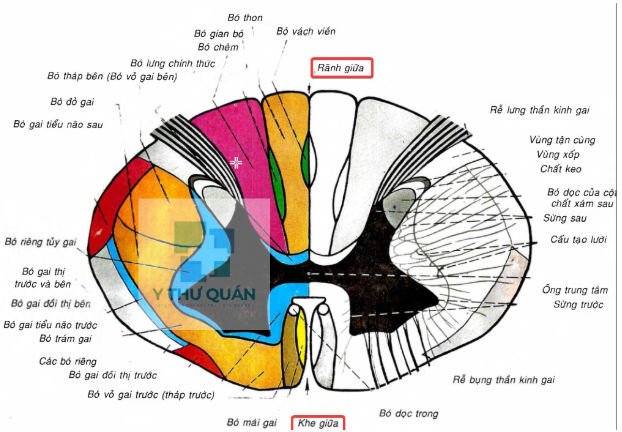 Bó thon
Bó gian bó
Bó vách viền
Bó chêm
Bó lưng chính thức
Rãnh giữa
Bó tháp bên (Bó vỏ gai bên)
Bó đỏ gai
Rễ lưng thần kinh gai
Bó gai tiểu não sau
Vùng tận cùng
Vùng xốp
Chất keo
Bó dọc của cột
chất xám sau
Sừng sau
Bó riêng tủy gai
Cấu tạo lưới
Bó gai thị
trước và bên
Y THƯ QUÁN
Ống trung tâm
Bó gai đồi thị bên
Sừng trước
Bó gai tiểu não trước
Bó trám gai
Các bó riêng
Bó gai đồi thị trước
Rễ bụng thần kinh gai
Bó vỏ gai trước (tháp trước)
Bó dọc trong
Bó mái gai
Khe giữa